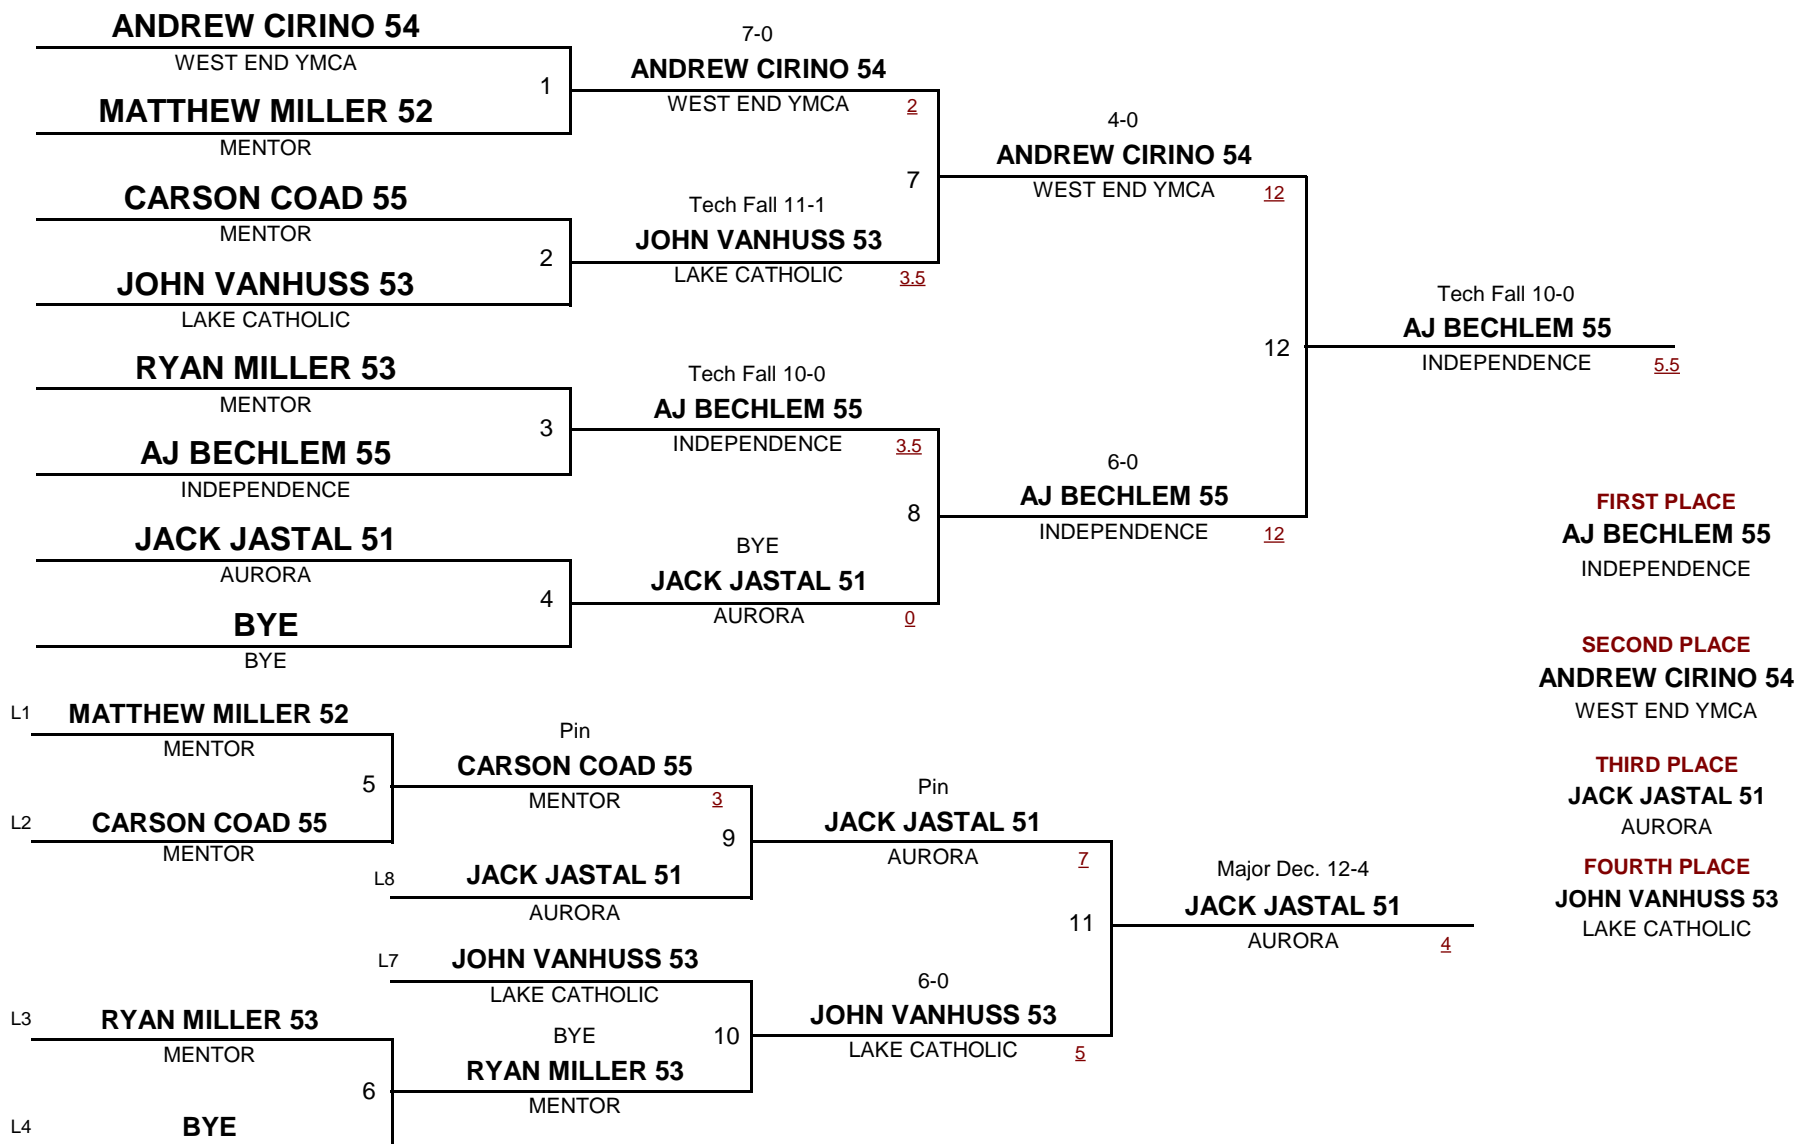 ANDREW CIRINO 54
WEST END YMCA
1
MATTHEW MILLER 52
MENTOR
CARSON COAD 55
MENTOR
2
JOHN VANHUSS 53
LAKE CATHOLIC
RYAN MILLER 53
MENTOR
3
AJ BECHLEM 55
INDEPENDENCE
JACK JASTAL 51
AURORA
4
BYE
BYE
7-0
ANDREW CIRINO 54
WEST END YMCA 2
7
Tech Fall 11-1
JOHN VANHUSS 53
LAKE CATHOLIC 3.5
Tech Fall 10-0
AJ BECHLEM 55
INDEPENDENCE 3.5
8
BYE
JACK JASTAL 51
AURORA 0
4-0
ANDREW CIRINO 54
WEST END YMCA 12
12
6-0
AJ BECHLEM 55
INDEPENDENCE 12
Tech Fall 10-0
AJ BECHLEM 55
INDEPENDENCE 5.5
FIRST PLACE
AJ BECHLEM 55
INDEPENDENCE
SECOND PLACE
ANDREW CIRINO 54
WEST END YMCA
THIRD PLACE
JACK JASTAL 51
AURORA
FOURTH PLACE
JOHN VANHUSS 53
LAKE CATHOLIC
L1 MATTHEW MILLER 52
MENTOR
5
L2 CARSON COAD 55
MENTOR
L3 RYAN MILLER 53
MENTOR
6
L4 BYE
Pin
CARSON COAD 55
MENTOR 3
9
L8 JACK JASTAL 51
AURORA
L7 JOHN VANHUSS 53
LAKE CATHOLIC
BYE 10
RYAN MILLER 53
MENTOR
Pin
JACK JASTAL 51
AURORA 7
11
6-0
JOHN VANHUSS 53
LAKE CATHOLIC 5
Major Dec. 12-4
JACK JASTAL 51
AURORA 4